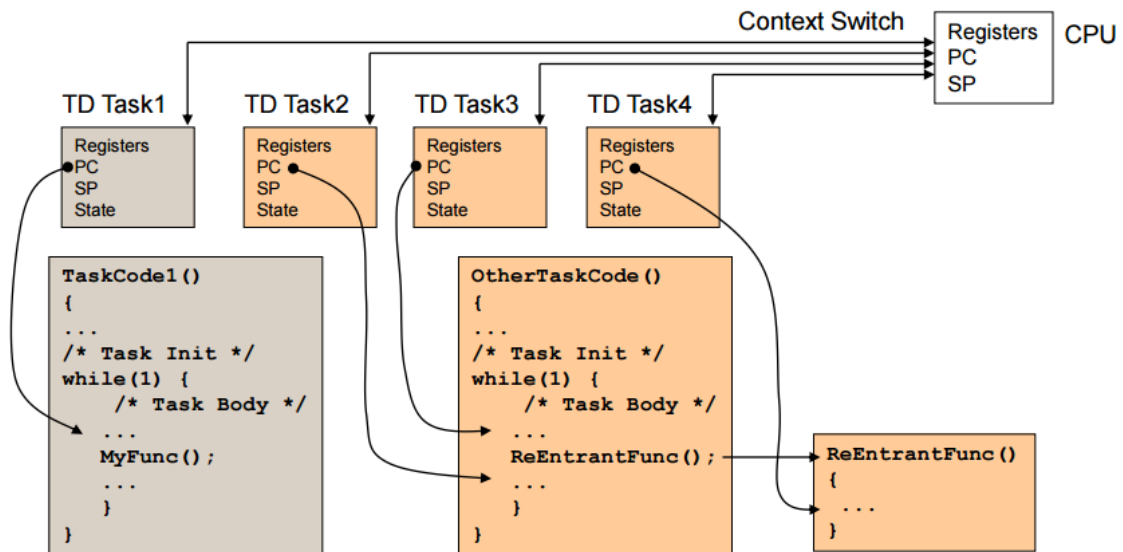 Context Switch
Registers
PC
SP
CPU
TD Task1
TD Task2
TD Task3
TD Task4
Registers
PC
SP
State
Registers
PC
SP
State
Registers
PC
SP
State
Registers
PC
SP
State
TaskCode1()
{
...
/* Task Init */
while(1) {
/* Task Body */
...
MyFunc();
...
}
}
OtherTaskCode()
{
...
/* Task Init */
while(1) {
/* Task Body */
...
ReEntrantFunc();
...
}
}
ReEntrantFunc()
{
...
}